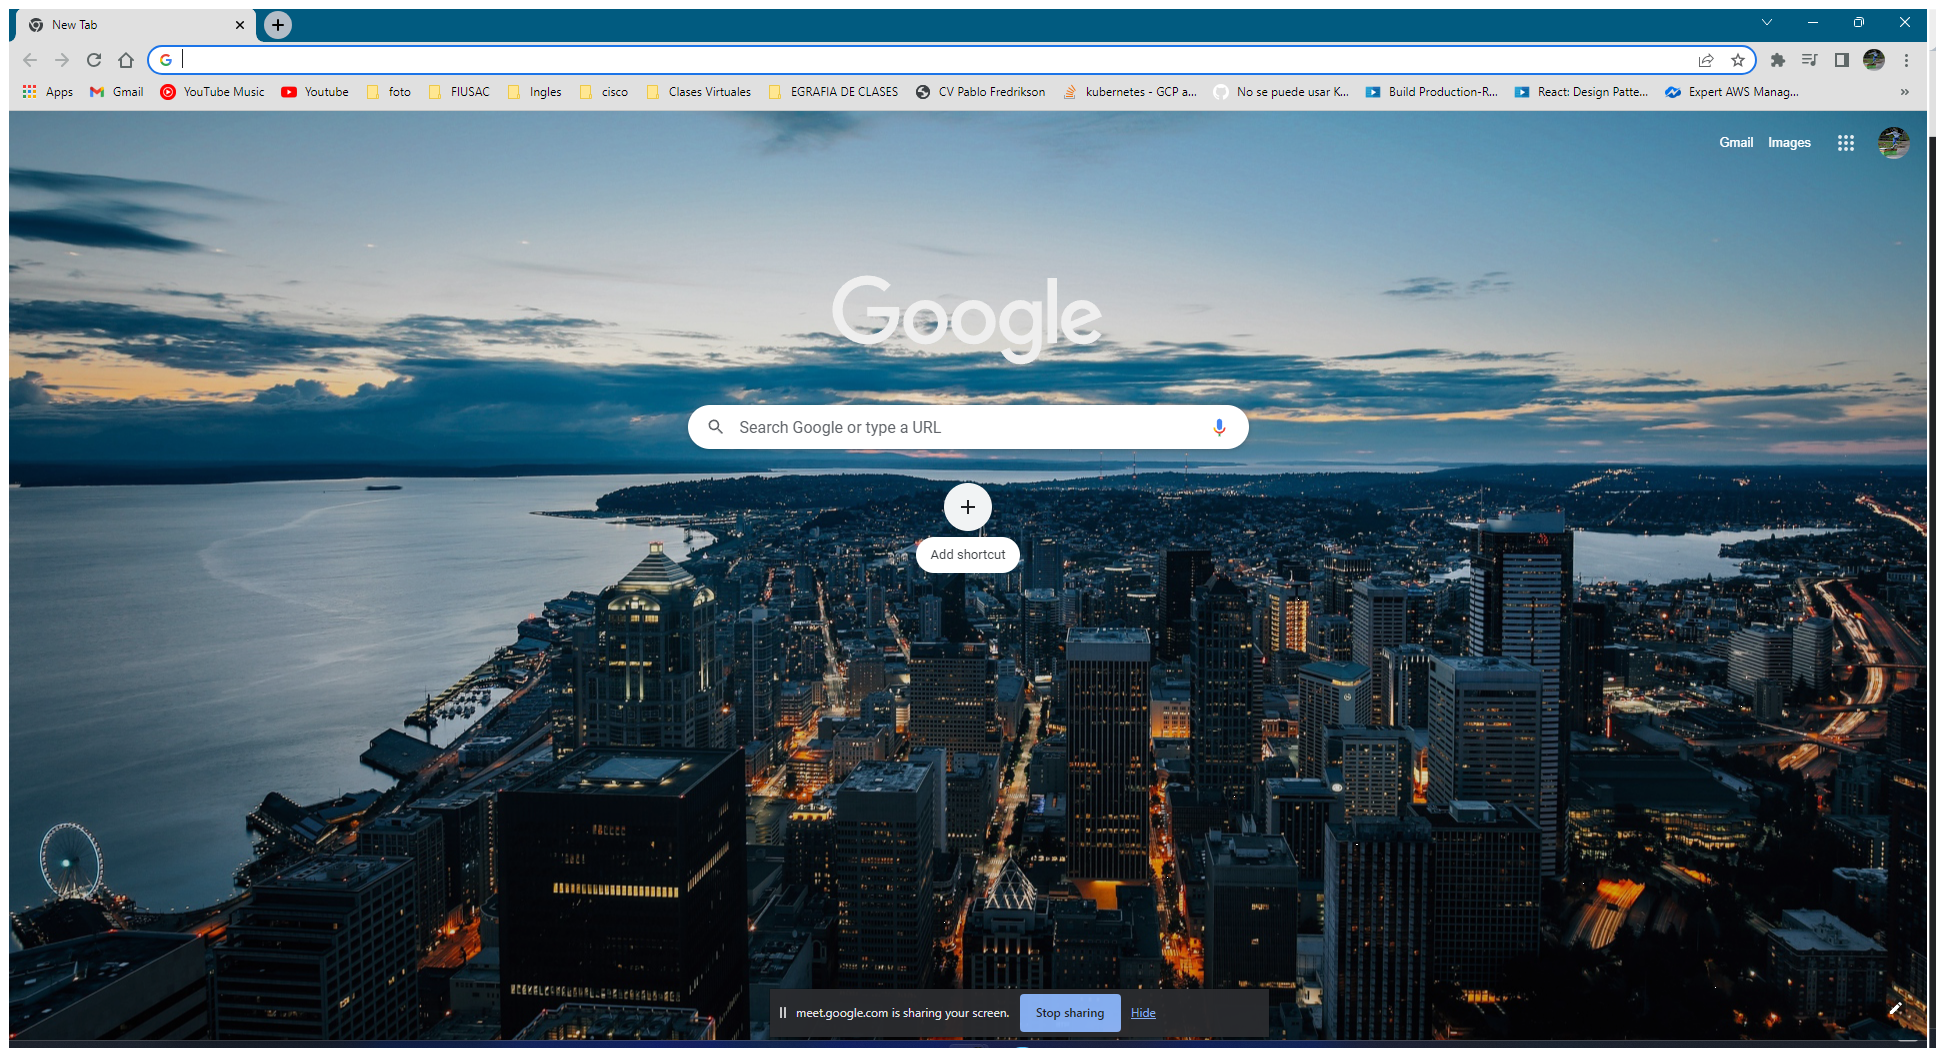 New Tab
Apps Gmail YouTube Music Youtube foto FIUSAC Ingles cisco Clases Virtuales EGRAFIA DE CLASES CV Pablo Fredrikson kubernetes - GCP a... No se puede usar K... Build Production-R... React: Design Patte... Expert AWS Manag... »
Gmail Images
Google
Search Google or type a URL
Add shortcut
meet.google.com is sharing your screen. Stop sharing Hide